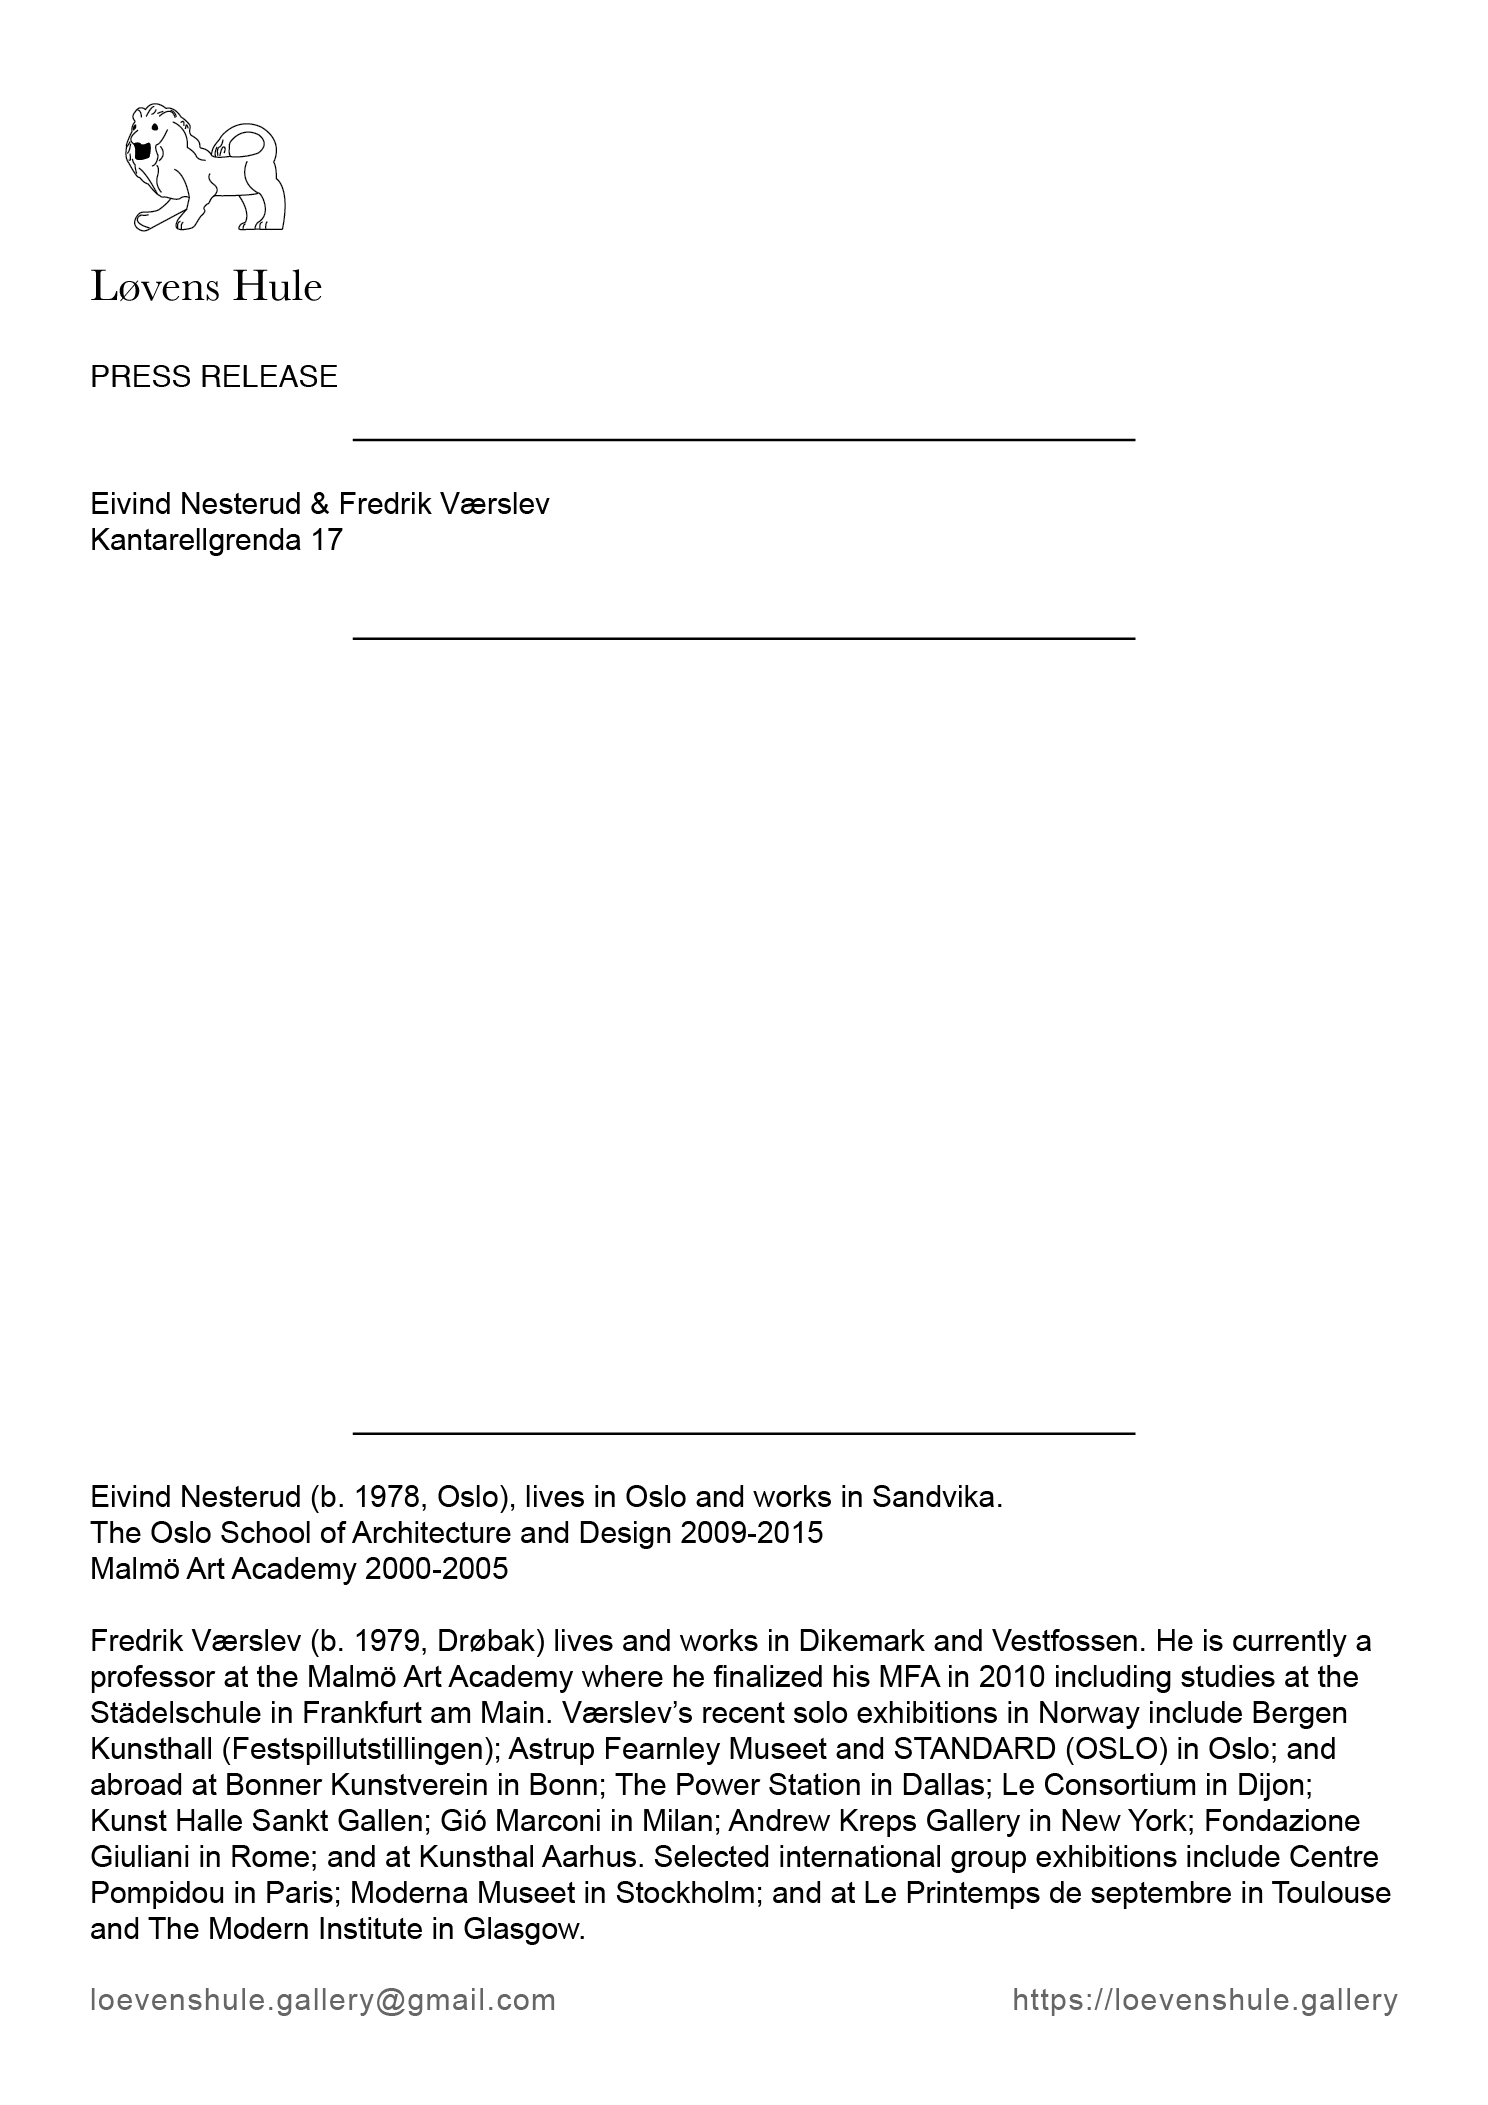 Løvens Hule
PRESS RELEASE
Eivind Nesterud & Fredrik Værslev
Kantarellgrenda 17
Eivind Nesterud (b. 1978, Oslo), lives in Oslo and works in Sandvika.
The Oslo School of Architecture and Design 2009-2015
Malmö Art Academy 2000-2005
Fredrik Værslev (b. 1979, Drøbak) lives and works in Dikemark and Vestfossen. He is currently a
professor at the Malmö Art Academy where he finalized his MFA in 2010 including studies at the
Städelschule in Frankfurt am Main. Værslev’s recent solo exhibitions in Norway include Bergen
Kunsthall (Festspillutstillingen); Astrup Fearnley Museet and STANDARD (OSLO) in Oslo; and
abroad at Bonner Kunstverein in Bonn; The Power Station in Dallas; Le Consortium in Dijon;
Kunst Halle Sankt Gallen; Gió Marconi in Milan; Andrew Kreps Gallery in New York; Fondazione
Giuliani in Rome; and at Kunsthal Aarhus. Selected international group exhibitions include Centre
Pompidou in Paris; Moderna Museet in Stockholm; and at Le Printemps de septembre in Toulouse
and The Modern Institute in Glasgow.
loevenshule.gallery@gmail.com https://loevenshule.gallery